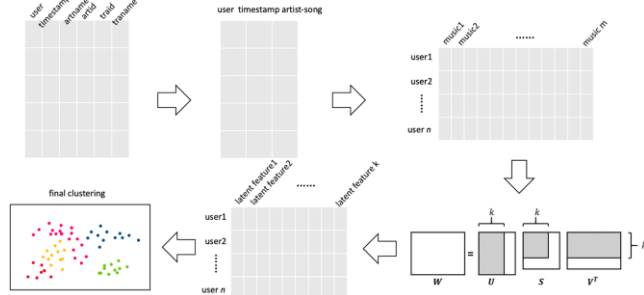 user
timestamp
artname
artid
traid
traname
user timestamp artist-song
music1
music2
......
music m
user1
user2
......
user n
latent feature1
latent feature2
......
latent feature k
user1
user2
......
user n
final clustering
k
k
W
=
U
S
V^T